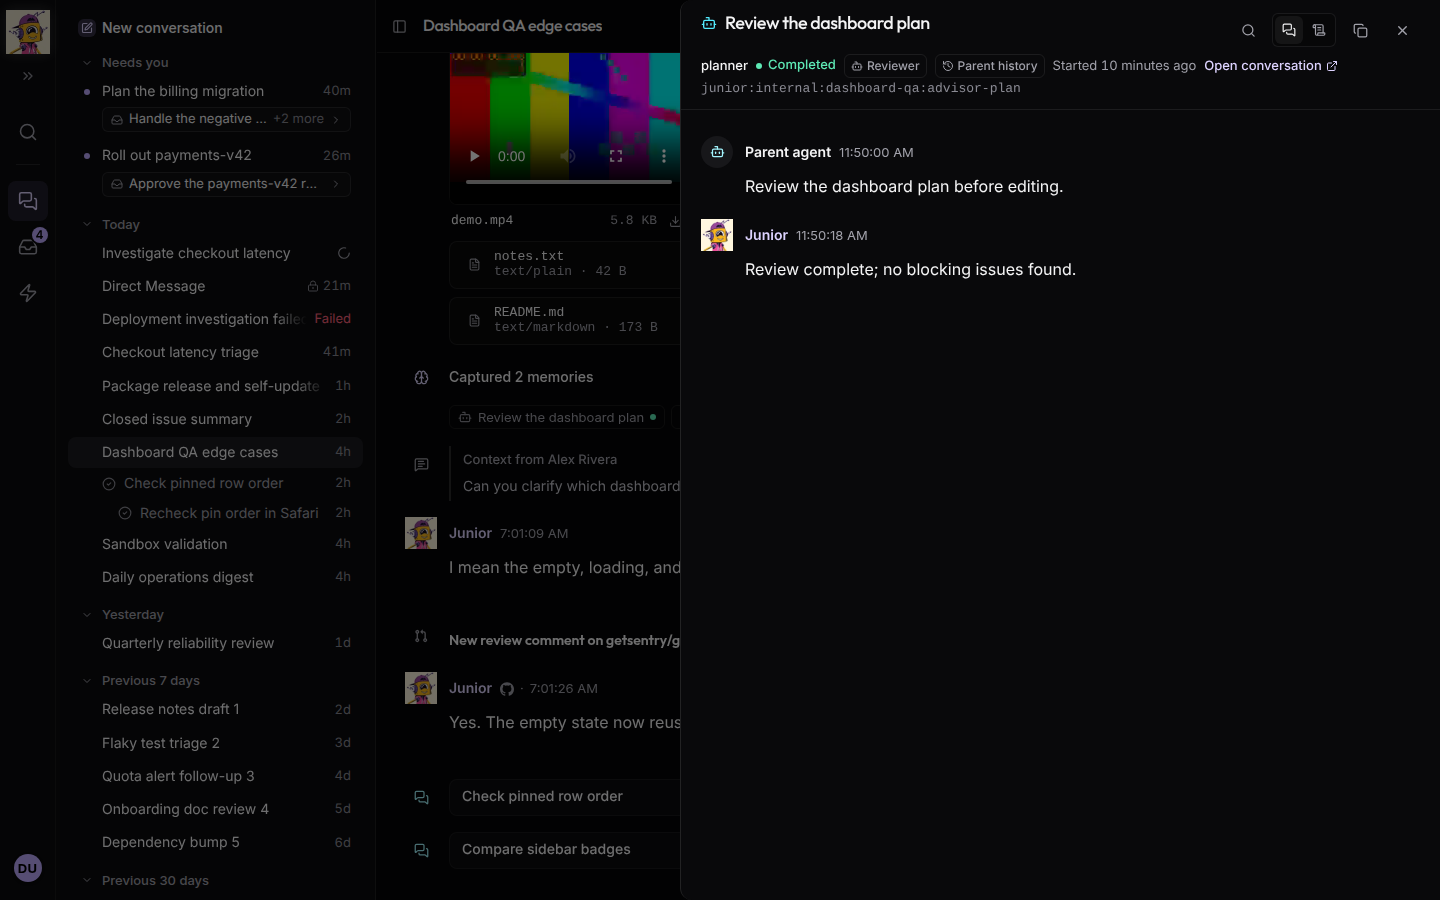 New conversation
Needs you
Plan the billing migration 40m
Handle the negative ... +2 more
Roll out payments-v42 26m
Approve the payments-v42 r...
Today
Investigate checkout latency
4
Direct Message 21m
Deployment investigation failed Failed
Checkout latency triage 41m
Package release and self-update 1h
Closed issue summary 2h
Dashboard QA edge cases 4h
Check pinned row order 2h
Recheck pin order in Safari 2h
Sandbox validation 4h
Daily operations digest 4h
Yesterday
Quarterly reliability review 1d
Previous 7 days
Release notes draft 1 2d
Flaky test triage 2 3d
Quota alert follow-up 3 4d
Onboarding doc review 4 5d
Dependency bump 5 6d
Previous 30 days
DU
Dashboard QA edge cases
0:00
demo.mp4 5.8 KB
notes.txt
text/plain · 42 B
README.md
text/markdown · 173 B
Captured 2 memories
Review the dashboard plan
Context from Alex Rivera
Can you clarify which dashboard
Junior 7:01:09 AM
I mean the empty, loading, and
New review comment on getsentry/g
Junior · 7:01:26 AM
Yes. The empty state now reus
Check pinned row order
Compare sidebar badges
Review the dashboard plan
planner Completed Reviewer Parent history Started 10 minutes ago Open conversation
junior:internal:dashboard-qa:advisor-plan
Parent agent 11:50:00 AM
Review the dashboard plan before editing.
Junior 11:50:18 AM
Review complete; no blocking issues found.